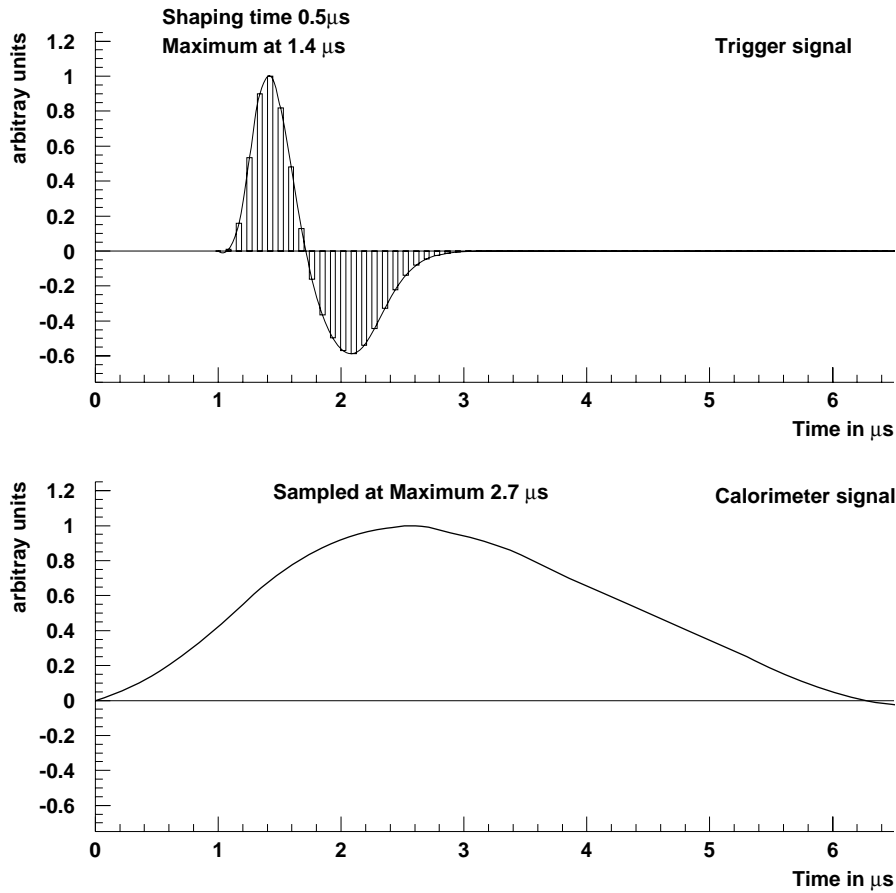 Shaping time 0.5μs
Maximum at 1.4 μs
Trigger signal
arbitray units
1.2
1
0.8
0.6
0.4
0.2
0
-0.2
-0.4
-0.6
0 1 2 3 4 5 6
Time in μs
Sampled at Maximum 2.7 μs
Calorimeter signal
arbitray units
1.2
1
0.8
0.6
0.4
0.2
0
-0.2
-0.4
-0.6
0 1 2 3 4 5 6
Time in μs